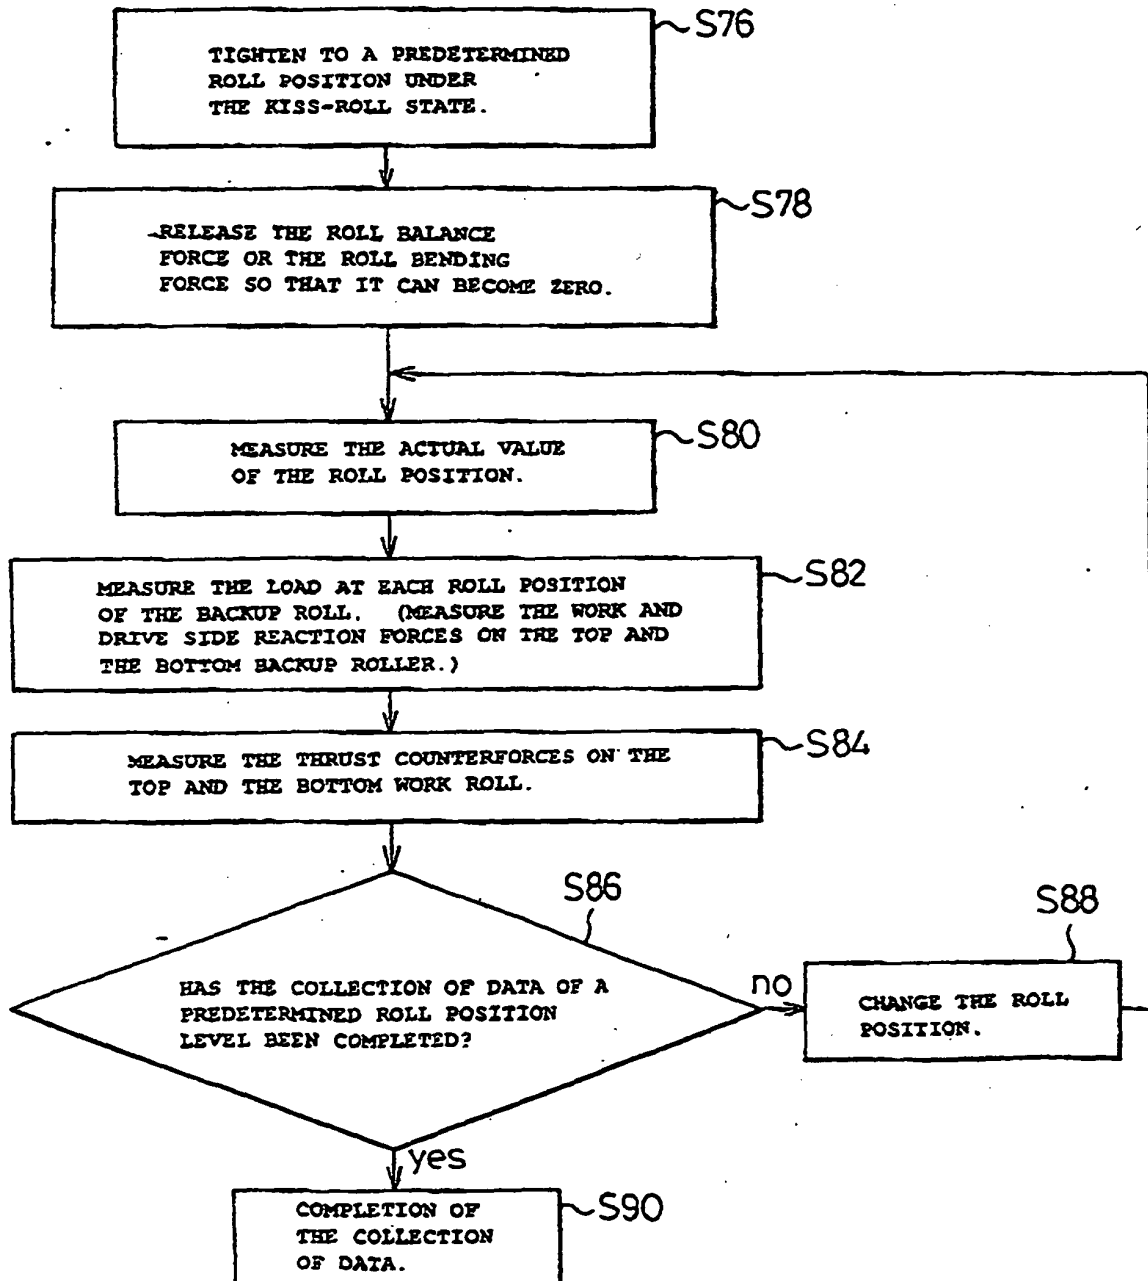 S76
TIGHTEN TO A PREDETERMINED
ROLL POSITION UNDER
THE KISS-ROLL STATE.
S78
RELEASE THE ROLL BALANCE
FORCE OR THE ROLL BENDING
FORCE SO THAT IT CAN BECOME ZERO.
S80
MEASURE THE ACTUAL VALUE
OF THE ROLL POSITION.
S82
MEASURE THE LOAD AT EACH ROLL POSITION
OF THE BACKUP ROLL. (MEASURE THE WORK AND
DRIVE SIDE REACTION FORCES ON THE TOP AND
THE BOTTOM BACKUP ROLLER.)
S84
MEASURE THE THRUST COUNTERFORCES ON THE
TOP AND THE BOTTOM WORK ROLL.
S86
HAS THE COLLECTION OF DATA OF A
PREDETERMINED ROLL POSITION
LEVEL BEEN COMPLETED?
no
S88
CHANGE THE ROLL
POSITION.
yes
S90
COMPLETION OF
THE COLLECTION
OF DATA.